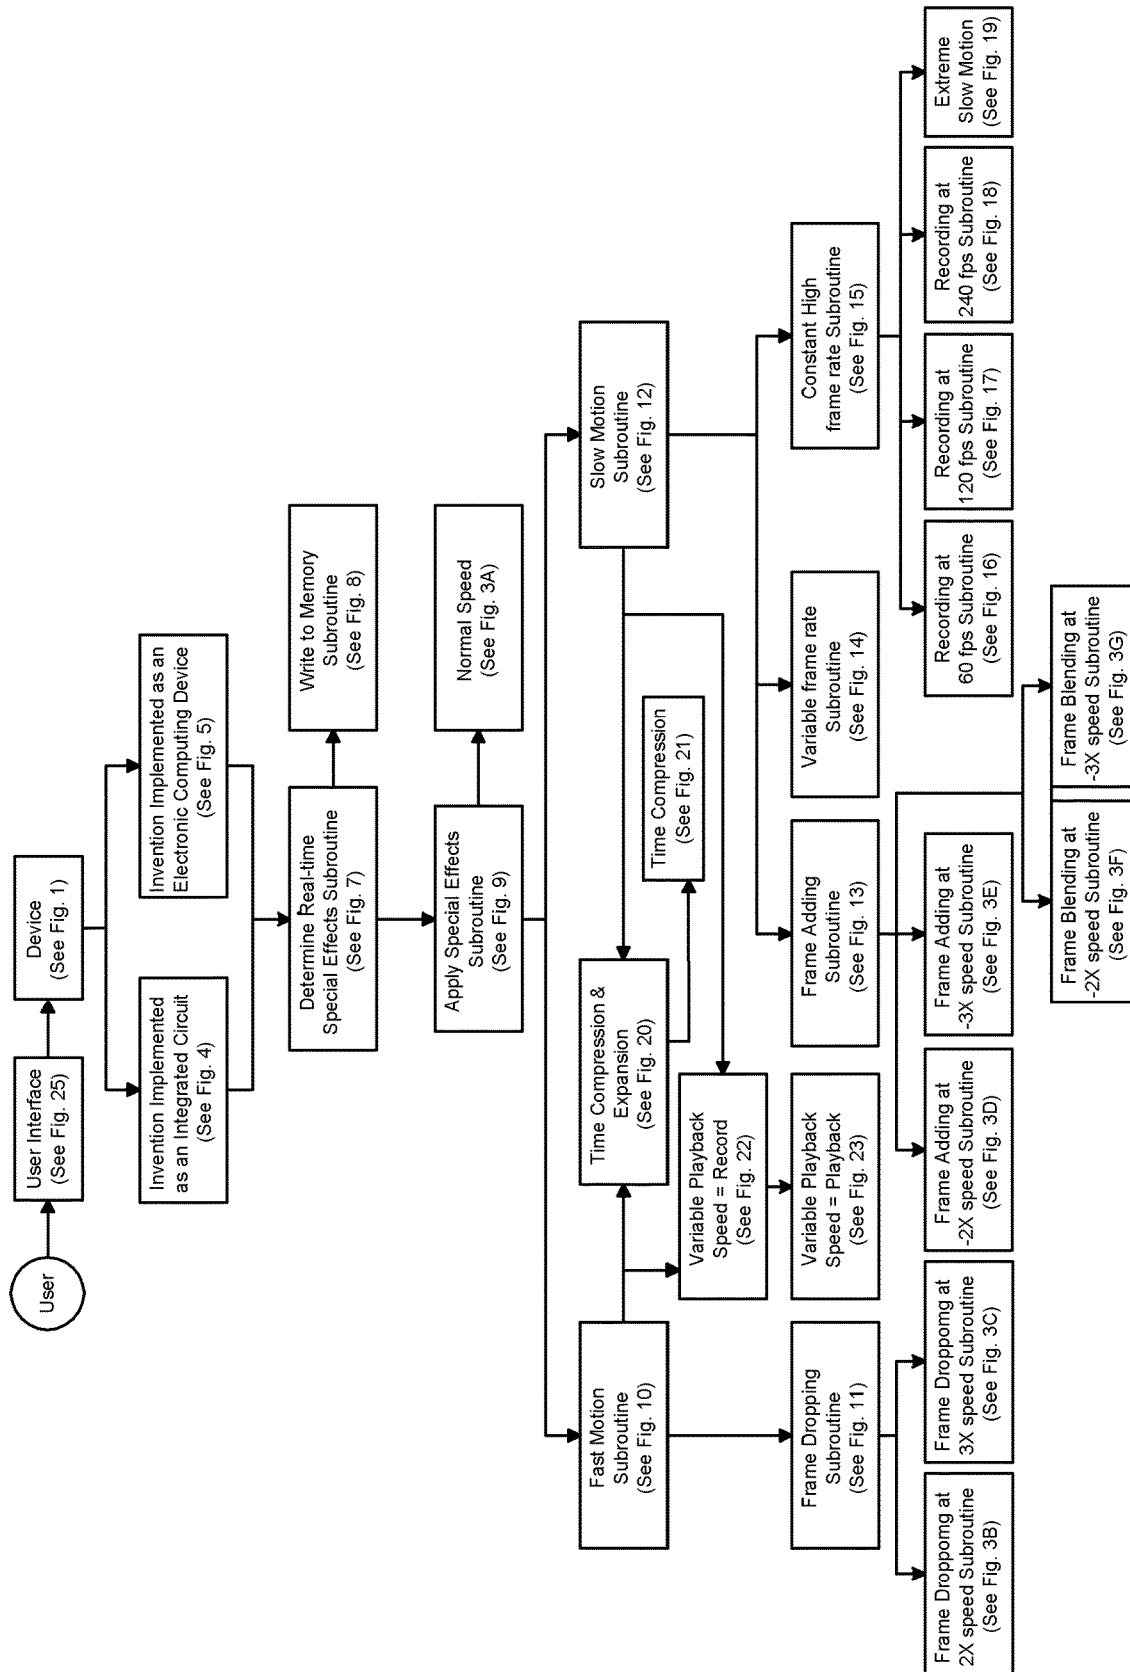 User
User Interface
(See Fig. 25)
Device
(See Fig. 1)
Invention Implemented
as an Integrated Circuit
(See Fig. 4)
Invention Implemented as an
Electronic Computing Device
(See Fig. 5)
Determine Real-time
Special Effects Subroutine
(See Fig. 7)
Write to Memory
Subroutine
(See Fig. 8)
Apply Special Effects
Subroutine
(See Fig. 9)
Normal Speed
(See Fig. 3A)
Fast Motion
Subroutine
(See Fig. 10)
Time Compression &
Expansion
(See Fig. 20)
Slow Motion
Subroutine
(See Fig. 12)
Time Compression
(See Fig. 21)
Variable Playback
Speed = Record
(See Fig. 22)
Frame Dropping
Subroutine
(See Fig. 11)
Variable Playback
Speed = Playback
(See Fig. 23)
Frame Adding
Subroutine
(See Fig. 13)
Variable frame rate
Subroutine
(See Fig. 14)
Constant High
frame rate Subroutine
(See Fig. 15)
Frame Droppomg at
2X speed Subroutine
(See Fig. 3B)
Frame Droppomg at
3X speed Subroutine
(See Fig. 3C)
Frame Adding at
-2X speed Subroutine
(See Fig. 3D)
Frame Adding at
-3X speed Subroutine
(See Fig. 3E)
Recording at
60 fps Subroutine
(See Fig. 16)
Recording at
120 fps Subroutine
(See Fig. 17)
Recording at
240 fps Subroutine
(See Fig. 18)
Extreme
Slow Motion
(See Fig. 19)
Frame Blending at
-2X speed Subroutine
(See Fig. 3F)
Frame Blending at
-3X speed Subroutine
(See Fig. 3G)